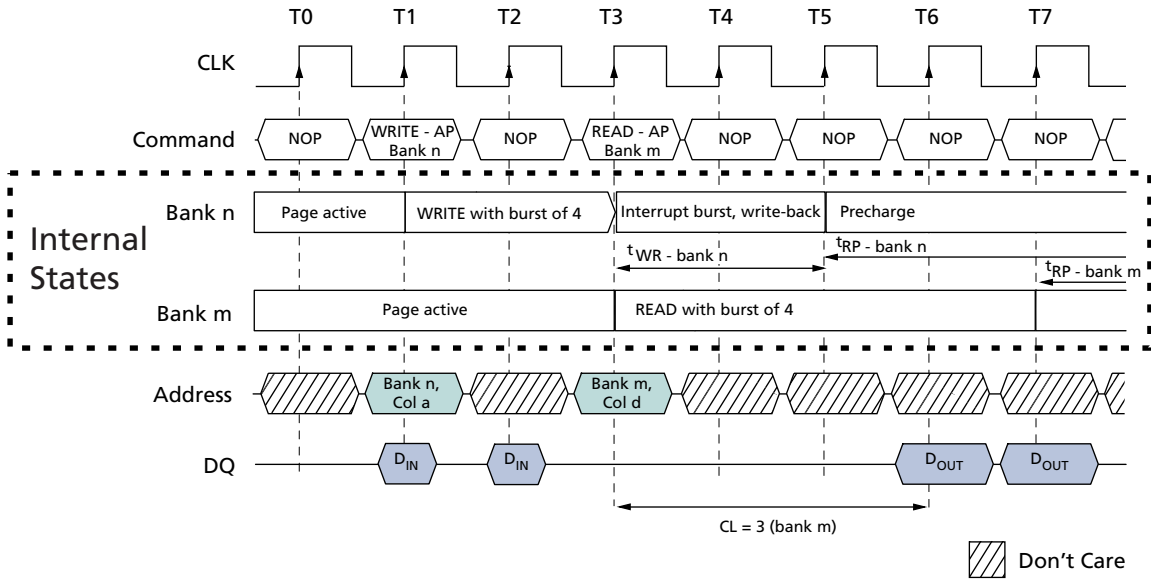 T0 T1 T2 T3 T4 T5 T6 T7
CLK
Command NOP WRITE - AP Bank n NOP READ - AP Bank m NOP NOP NOP NOP
Internal States
Bank n Page active WRITE with burst of 4 Interrupt burst, write-back Precharge
tWR - bank n tRP - bank n
tRP - bank m
Bank m Page active READ with burst of 4
Address Bank n, Col a Bank m, Col d
DQ DIN DIN DOUT DOUT
CL = 3 (bank m)
Don't Care